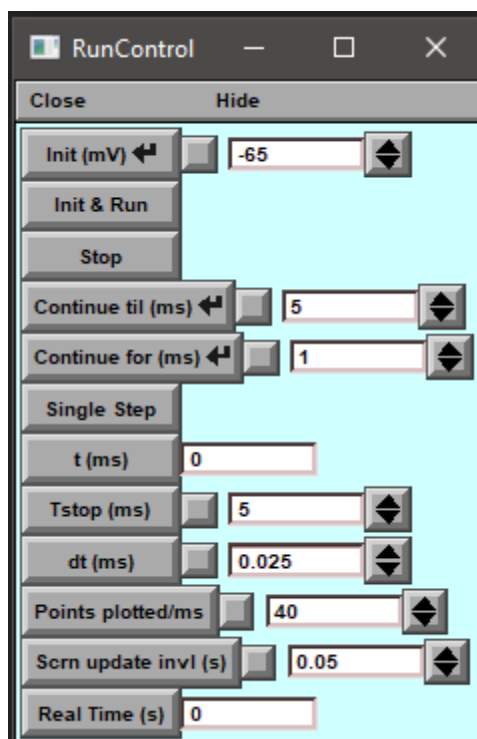 RunControl
Close Hide
Init (mV) -65
Init & Run
Stop
Continue til (ms) 5
Continue for (ms) 1
Single Step
t (ms) 0
Tstop (ms) 5
dt (ms) 0.025
Points plotted/ms 40
Scrn update invl (s) 0.05
Real Time (s) 0